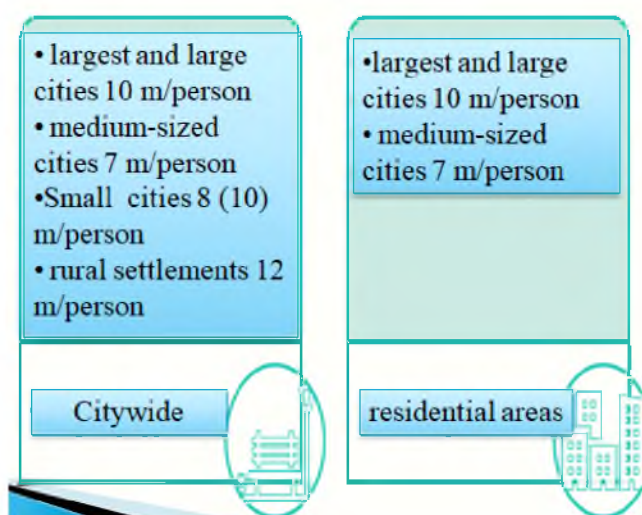 • largest and large
cities 10 m/person
• medium-sized
cities 7 m/person
•Small cities 8 (10)
m/person
• rural settlements 12
m/person
Citywide
•largest and large
cities 10 m/person
• medium-sized
cities 7 m/person
residential areas